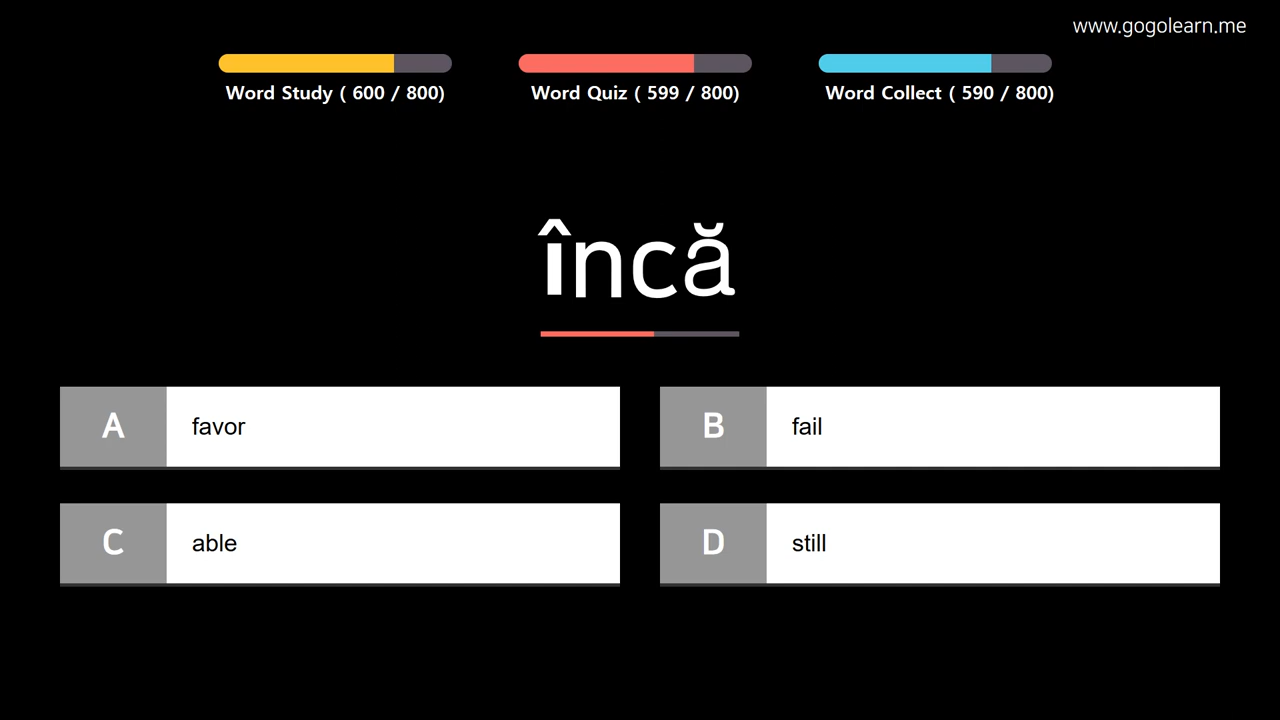 www.gogolearn.me
Word Study ( 600 / 800)
Word Quiz ( 599 / 800)
Word Collect ( 590 / 800)
încă
A favor
B fail
C able
D still